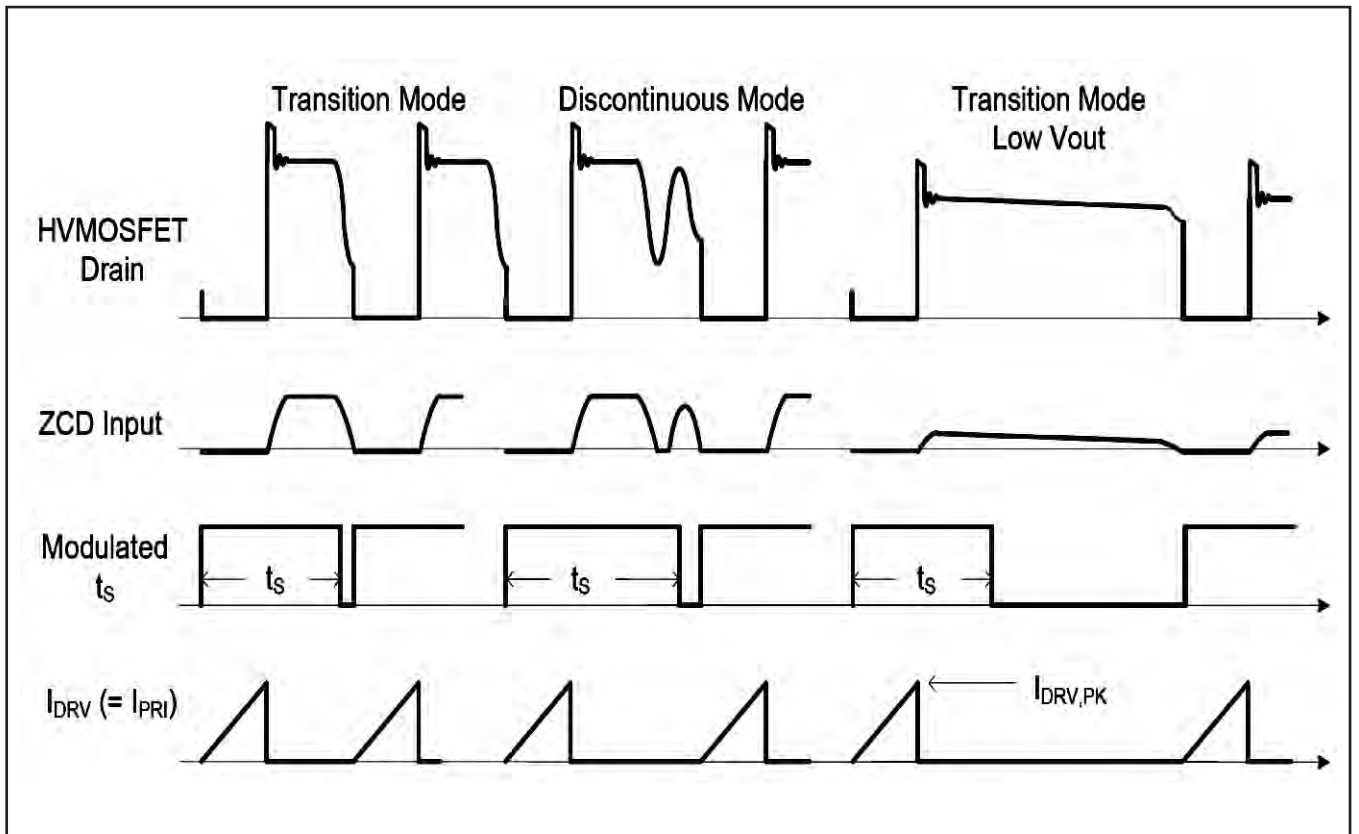 Transition Mode
Discontinuous Mode
Transition Mode
Low Vout
HVMOSFET
Drain
ZCD Input
Modulated
tS
tS
tS
tS
IDRV (= IPRI)
IDRV,PK